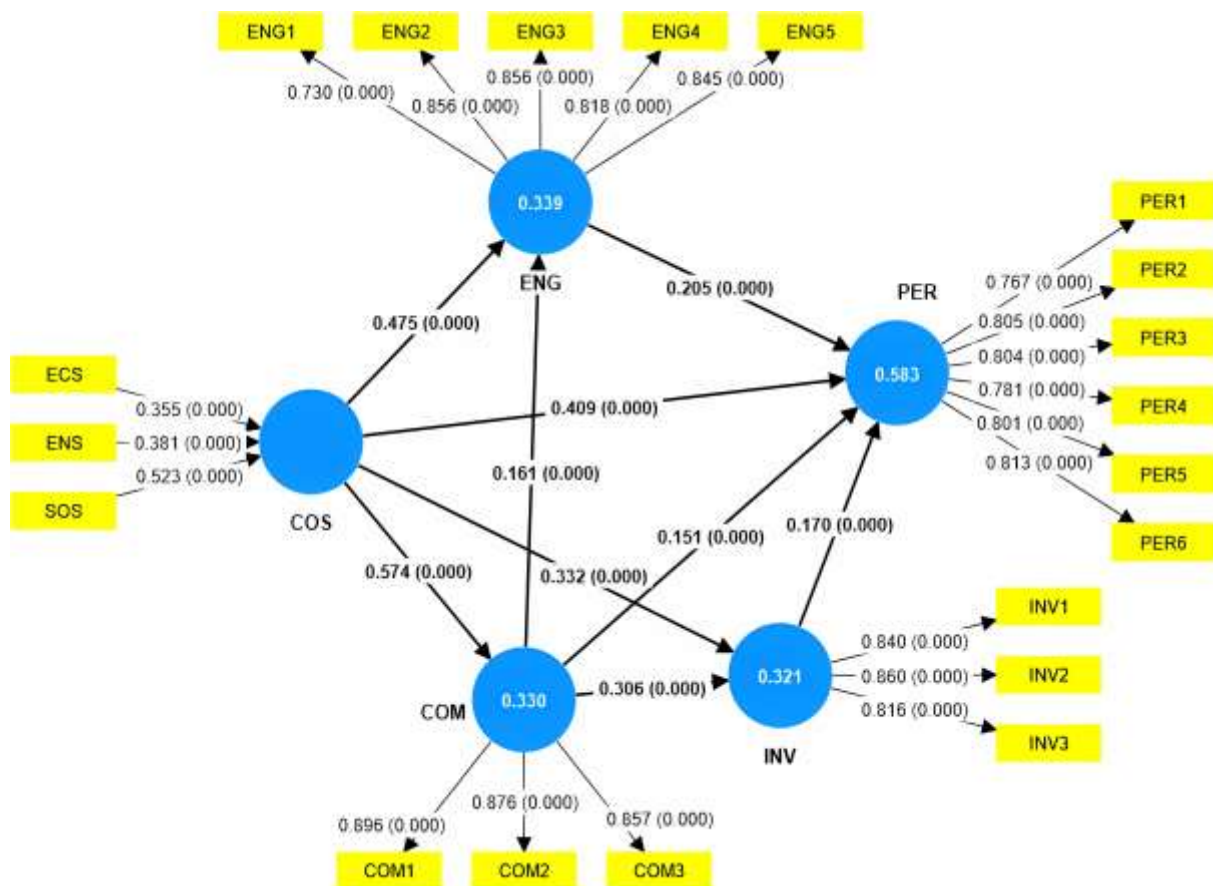 ENG1 ENG2 ENG3 ENG4 ENG5
0.730 (0.000)
0.856 (0.000)
0.856 (0.000)
0.818 (0.000)
0.845 (0.000)
0.339
ENG
PER1
PER2
PER3
PER4
PER5
PER6
0.767 (0.000)
0.805 (0.000)
0.804 (0.000)
0.781 (0.000)
0.801 (0.000)
0.813 (0.000)
PER
0.583
0.205 (0.000)
0.475 (0.000)
0.409 (0.000)
0.161 (0.000)
0.151 (0.000)
0.170 (0.000)
0.574 (0.000)
0.332 (0.000)
0.306 (0.000)
ECS
ENS
SOS
0.355 (0.000)
0.381 (0.000)
0.523 (0.000)
COS
COM
0.330
0.321
INV
0.840 (0.000)
0.860 (0.000)
0.816 (0.000)
INV1
INV2
INV3
0.896 (0.000)
0.876 (0.000)
0.857 (0.000)
COM1 COM2 COM3